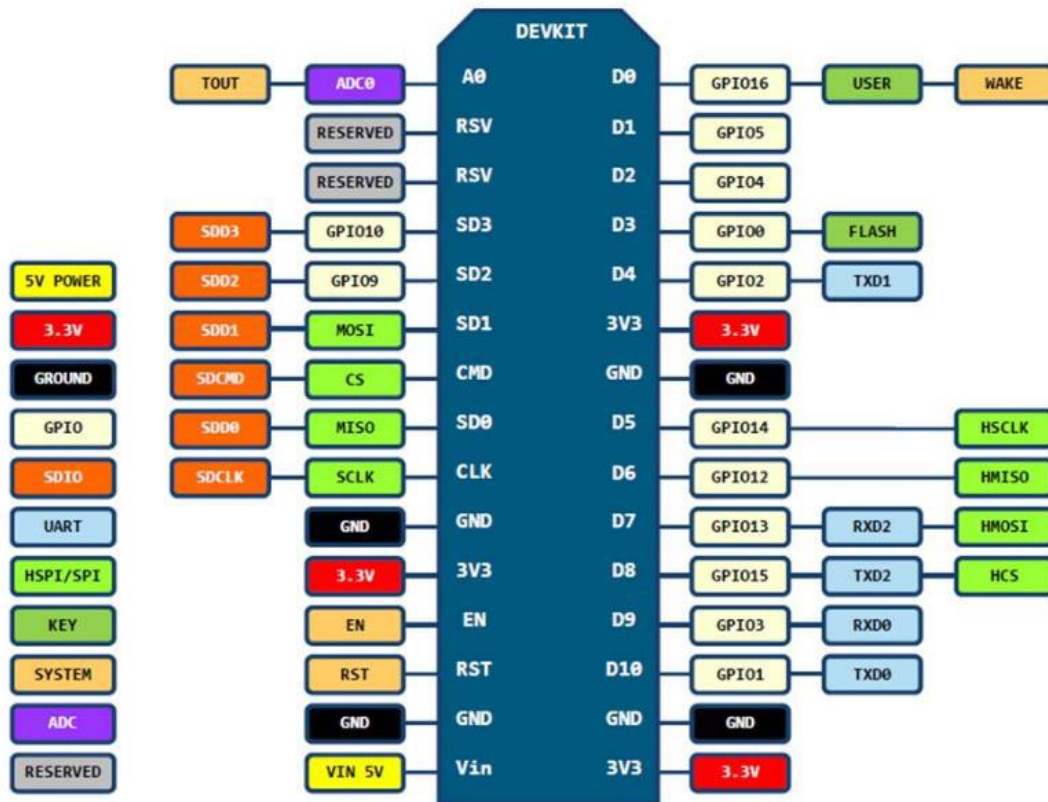 DEVKIT
TOUT ADC0 A0 D0 GPIO16 USER WAKE
RESERVED RSV D1 GPIO5
RESERVED RSV D2 GPIO4
SDD3 GPIO10 SD3 D3 GPIO0 FLASH
5V POWER SDD2 GPIO9 SD2 D4 GPIO2 TXD1
3.3V SDD1 MOSI SD1 3V3 3.3V
GROUND SDCMD CS CMD GND GND
GPIO SDD0 MISO SD0 D5 GPIO14 HSCLK
SDIO SDCLK SCLK CLK D6 GPIO12 HMISO
UART GND GND D7 GPIO13 RXD2 HMOSI
HSPI/SPI 3.3V 3V3 D8 GPIO15 TXD2 HCS
KEY EN EN D9 GPIO3 RXD0
SYSTEM RST RST D10 GPIO1 TXD0
ADC GND GND GND GND
RESERVED VIN 5V Vin 3V3 3.3V